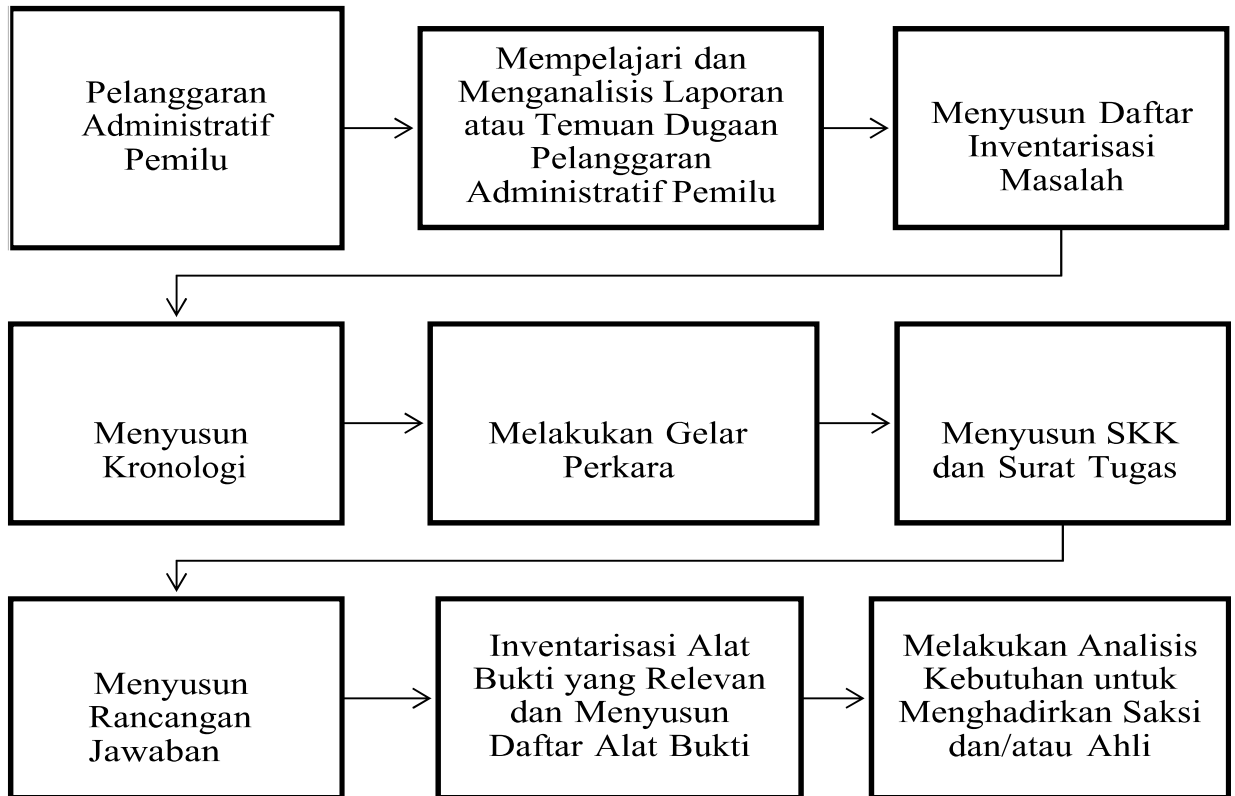 Pelanggaran
Administratif
Pemilu
Mempelajari dan
Menganalisis Laporan
atau Temuan Dugaan
Pelanggaran
Administratif Pemilu
Menyusun Daftar
Inventarisasi
Masalah
Menyusun
Kronologi
Melakukan Gelar
Perkara
Menyusun SKK
dan Surat Tugas
Menyusun
Rancangan
Jawaban
Inventarisasi Alat
Bukti yang Relevan
dan Menyusun
Daftar Alat Bukti
Melakukan Analisis
Kebutuhan untuk
Menghadirkan Saksi
dan/atau Ahli